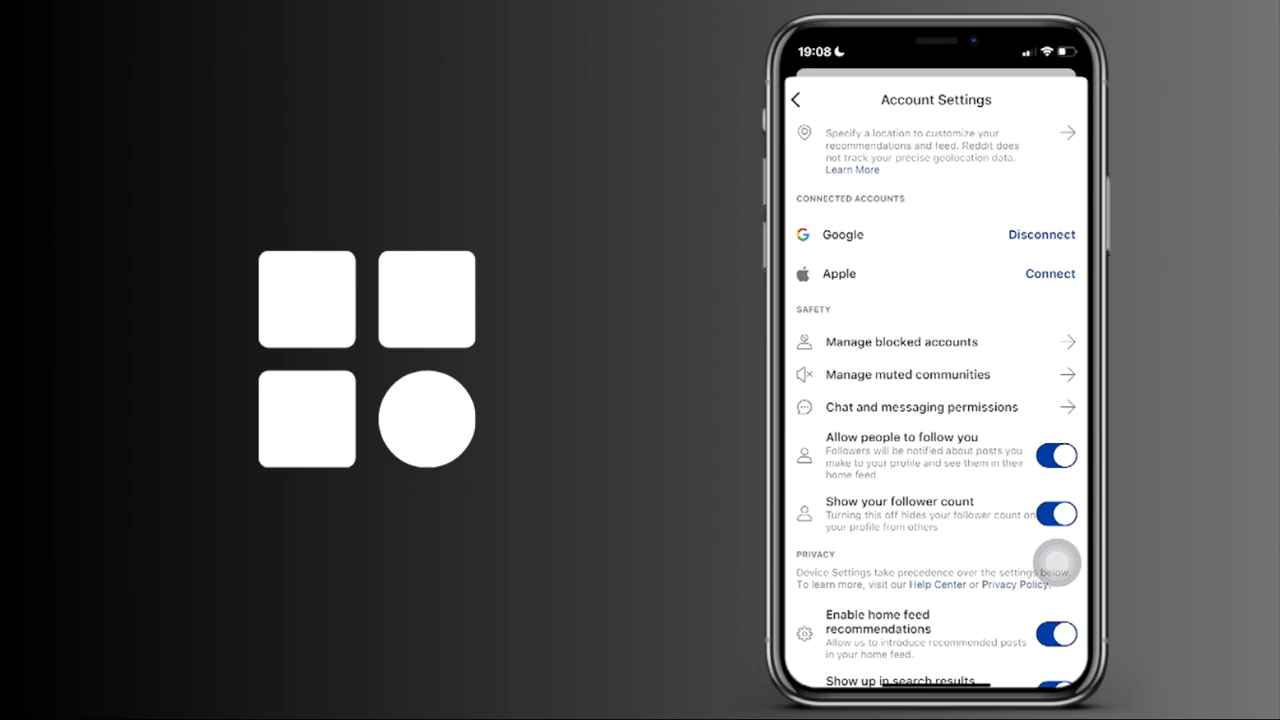 19:08
Account Settings
Specify a location to customize your
recommendations and feed. Reddit does
not track your precise geolocation data.
Learn More
CONNECTED ACCOUNTS
Google
Disconnect
Apple
Connect
SAFETY
Manage blocked accounts
Manage muted communities
Chat and messaging permissions
Allow people to follow you
Followers will be notified about posts you
make to your profile and see them in their
home feed.
Show your follower count
Turning this off hides your follower count on
your profile from others
PRIVACY
Device Settings take precedence over the settings below.
To learn more, visit our Help Center or Privacy Policy.
Enable home feed
recommendations
Allow us to introduce recommended posts
in your home feed.
Show up in search results